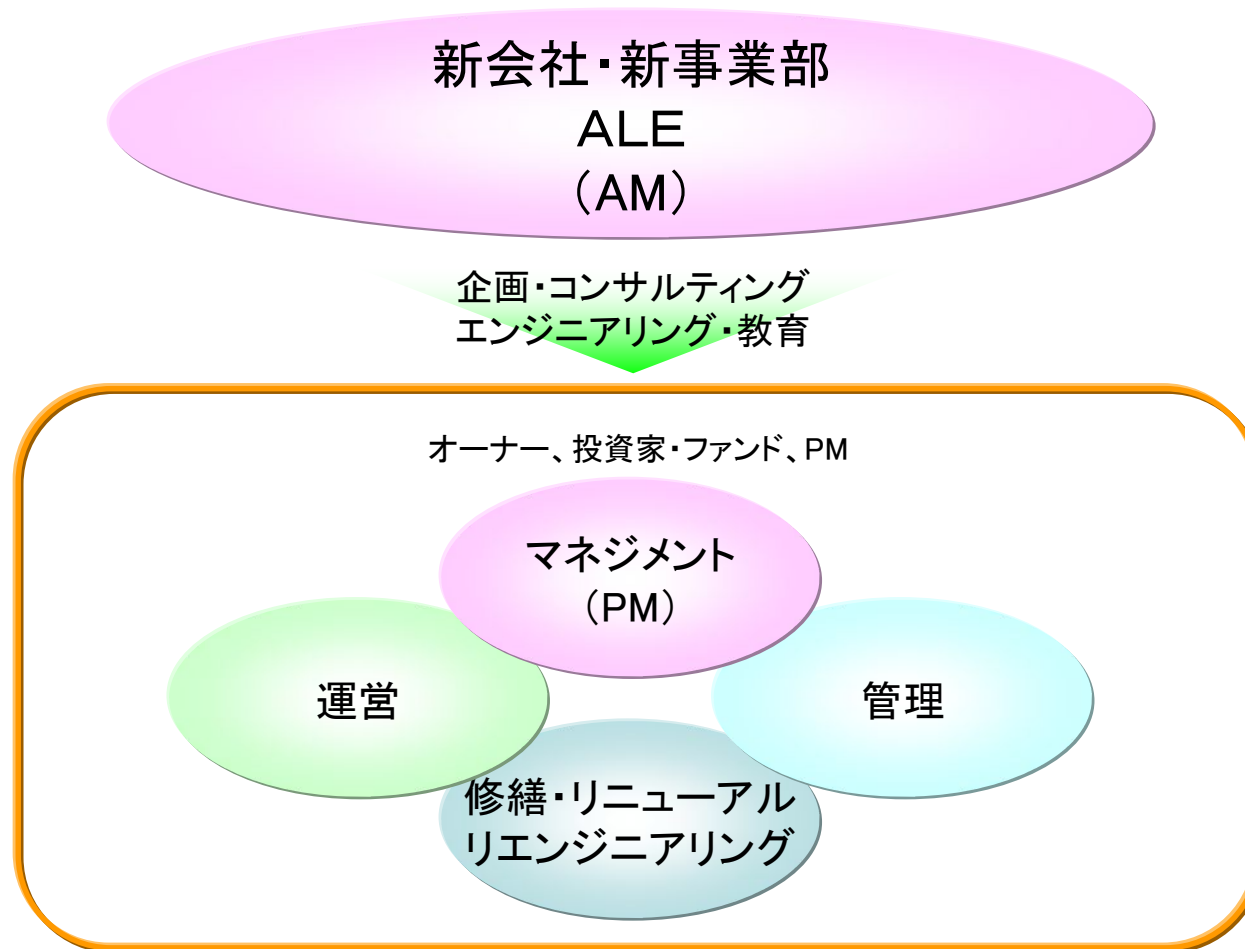 新会社・新事業部
ALE
（AM）
企画・コンサルティング
エンジニアリング・教育
オーナー、投資家・ファンド、PM
マネジメント
（PM）
運営
管理
修繕・リニューアル
リエンジニアリング